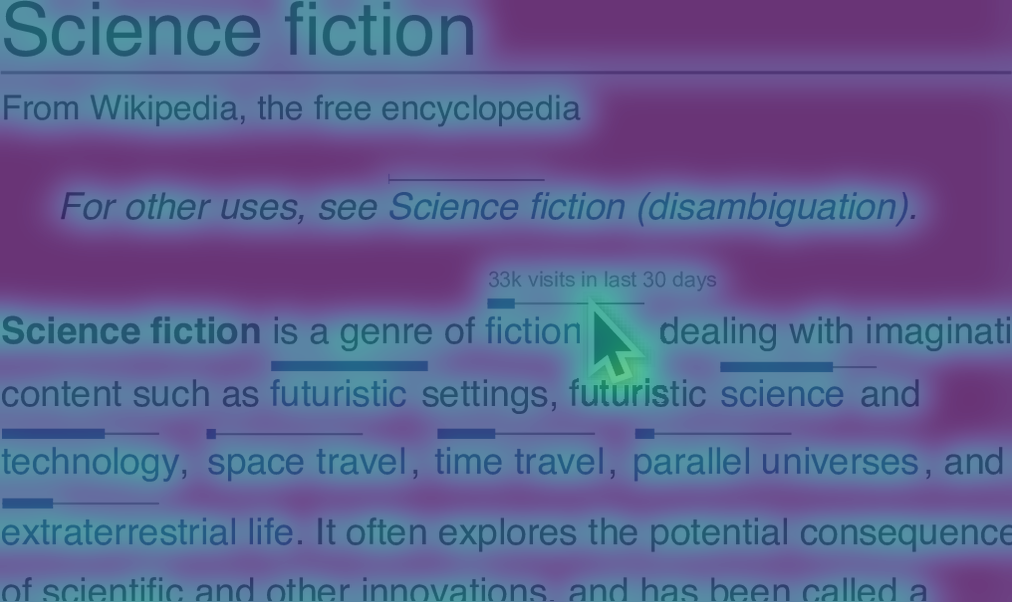 Science fiction
From Wikipedia, the free encyclopedia
For other uses, see Science fiction (disambiguation).
33k visits in last 30 days
Science fiction is a genre of fiction dealing with imaginati
content such as futuristic settings, futuristic science and
technology, space travel, time travel, parallel universes, and
extraterrestrial life. It often explores the potential consequence
of scientific and other innovations, and has been called a